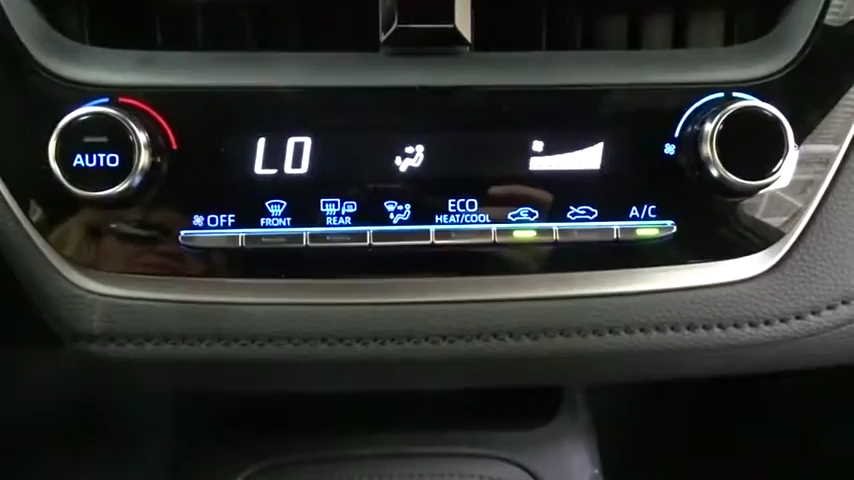 AUTO
LO
OFF
FRONT
REAR
ECO
HEAT/COOL
A/C